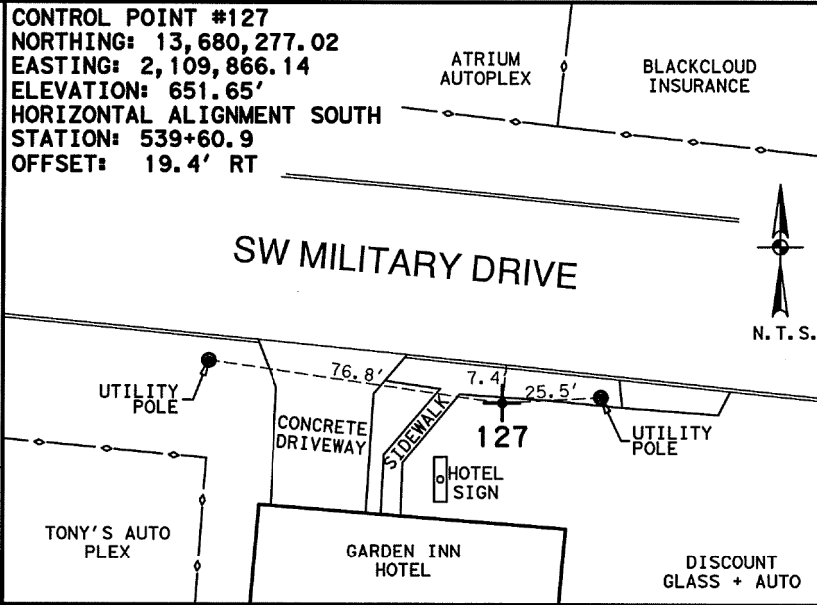 CONTROL POINT #127
NORTHING: 13,680,277.02
EASTING: 2,109,866.14
ELEVATION: 651.65'
HORIZONTAL ALIGNMENT SOUTH
STATION: 539+60.9
OFFSET: 19.4' RT
ATRIUM
AUTOPLEX
BLACKCLOUD
INSURANCE
SW MILITARY DRIVE
N.T.S.
76.8'
7.4'
25.5'
UTILITY
POLE
CONCRETE
DRIVEWAY
SIDEWALK
127
UTILITY
POLE
HOTEL
SIGN
TONY'S AUTO
PLEX
GARDEN INN
HOTEL
DISCOUNT
GLASS + AUTO